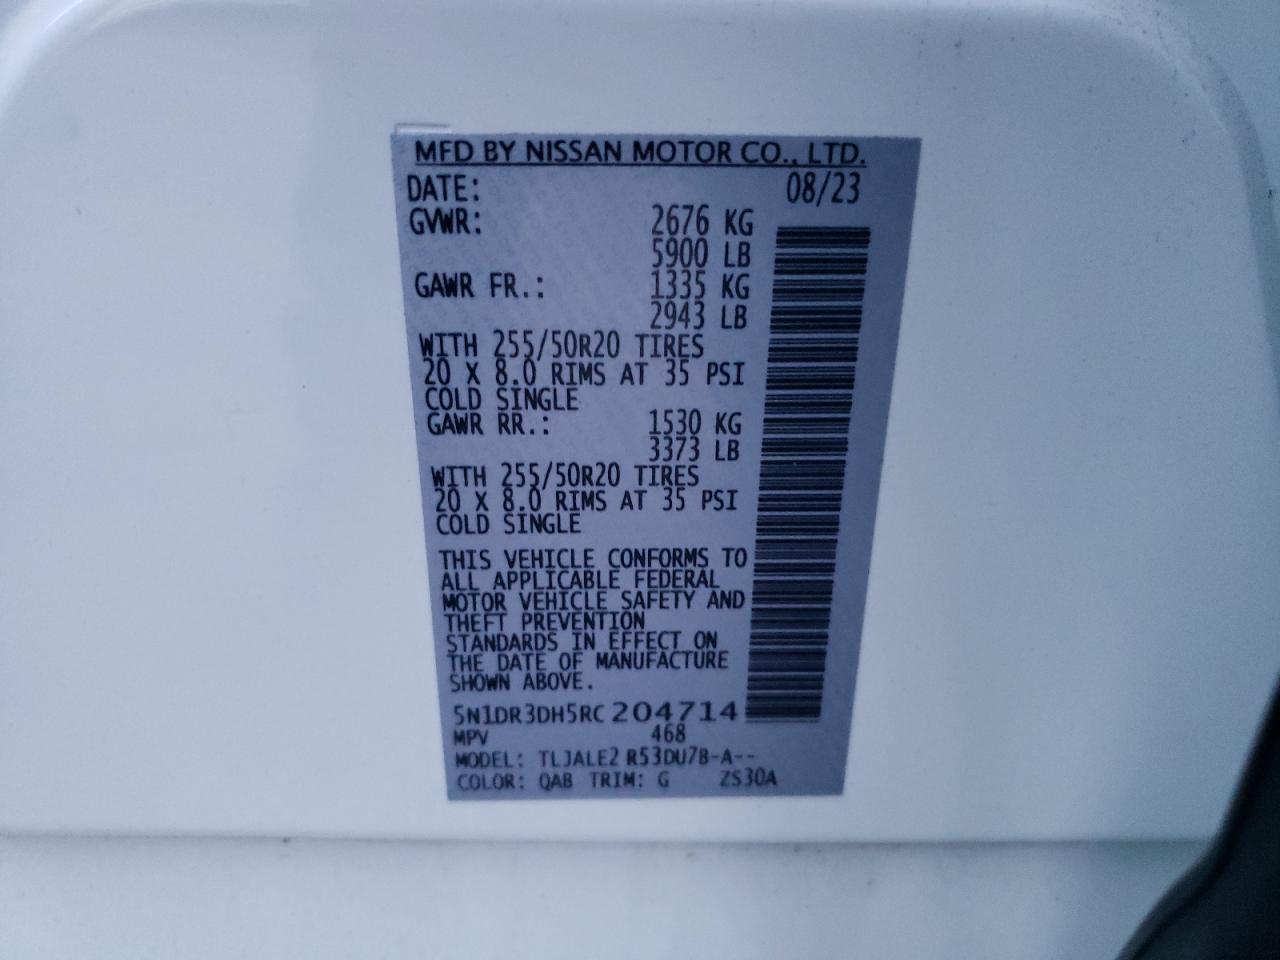 MFD BY NISSAN MOTOR CO., LTD.
DATE: 08/23
GVWR: 2676 KG
5900 LB
GAWR FR.: 1335 KG
2943 LB
WITH 255/50R20 TIRES
20 X 8.0 RIMS AT 35 PSI
COLD SINGLE
GAWR RR.: 1530 KG
3373 LB
WITH 255/50R20 TIRES
20 X 8.0 RIMS AT 35 PSI
COLD SINGLE
THIS VEHICLE CONFORMS TO
ALL APPLICABLE FEDERAL
MOTOR VEHICLE SAFETY AND
THEFT PREVENTION
STANDARDS IN EFFECT ON
THE DATE OF MANUFACTURE
SHOWN ABOVE.
5N1DR3DH5RC204714
MPV 468
MODEL: TLJALE2 R53DU7B-A--
COLOR: QAB TRIM: G ZS30A